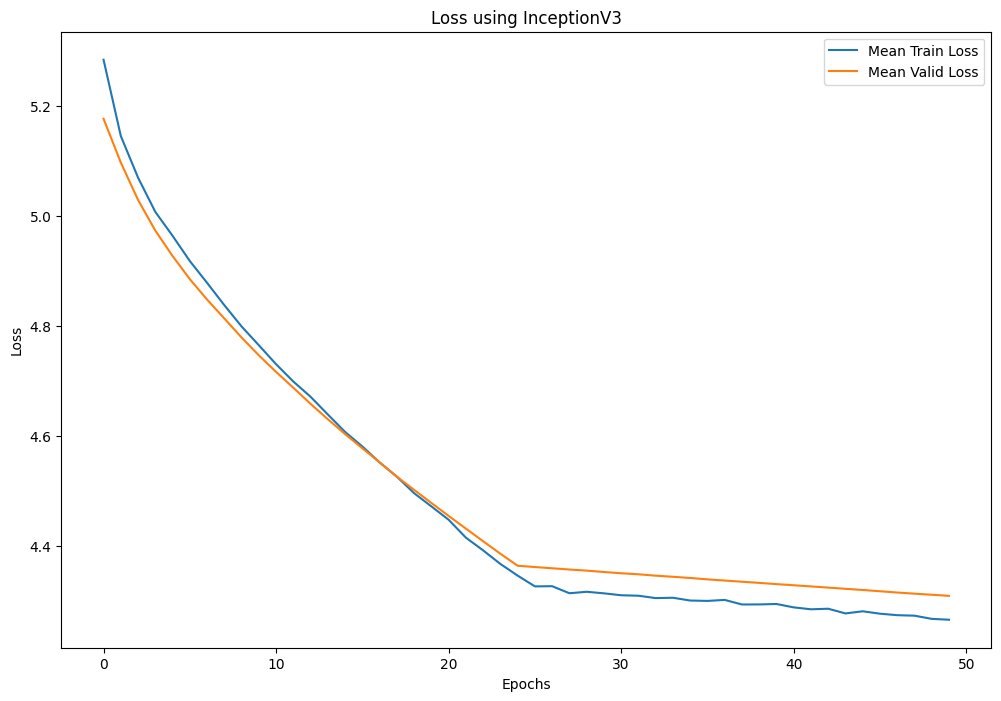 Loss using InceptionV3
Mean Train Loss
Mean Valid Loss
5.2
5.0
4.8
4.6
4.4
Loss
0 10 20 30 40 50
Epochs